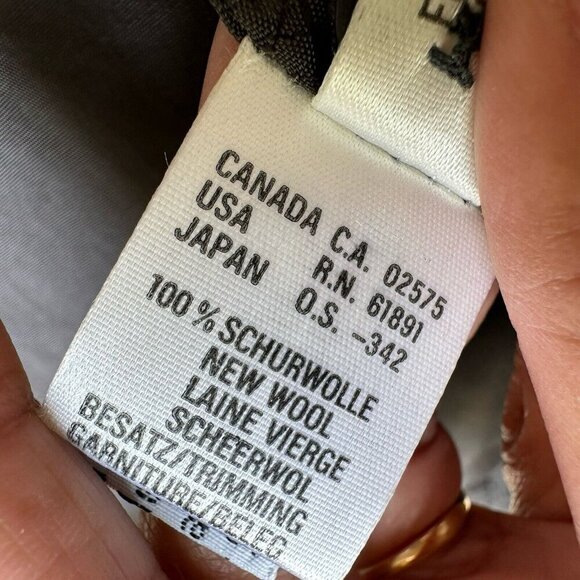 CANADA C.A. 02575
USA R.N. 61891
JAPAN O.S. -342
100% SCHURWOLLE
NEW WOOL
LAINE VIERGE
SCHEERWOL
BESATZ/TRIMMING
GARNITURE/BELEG